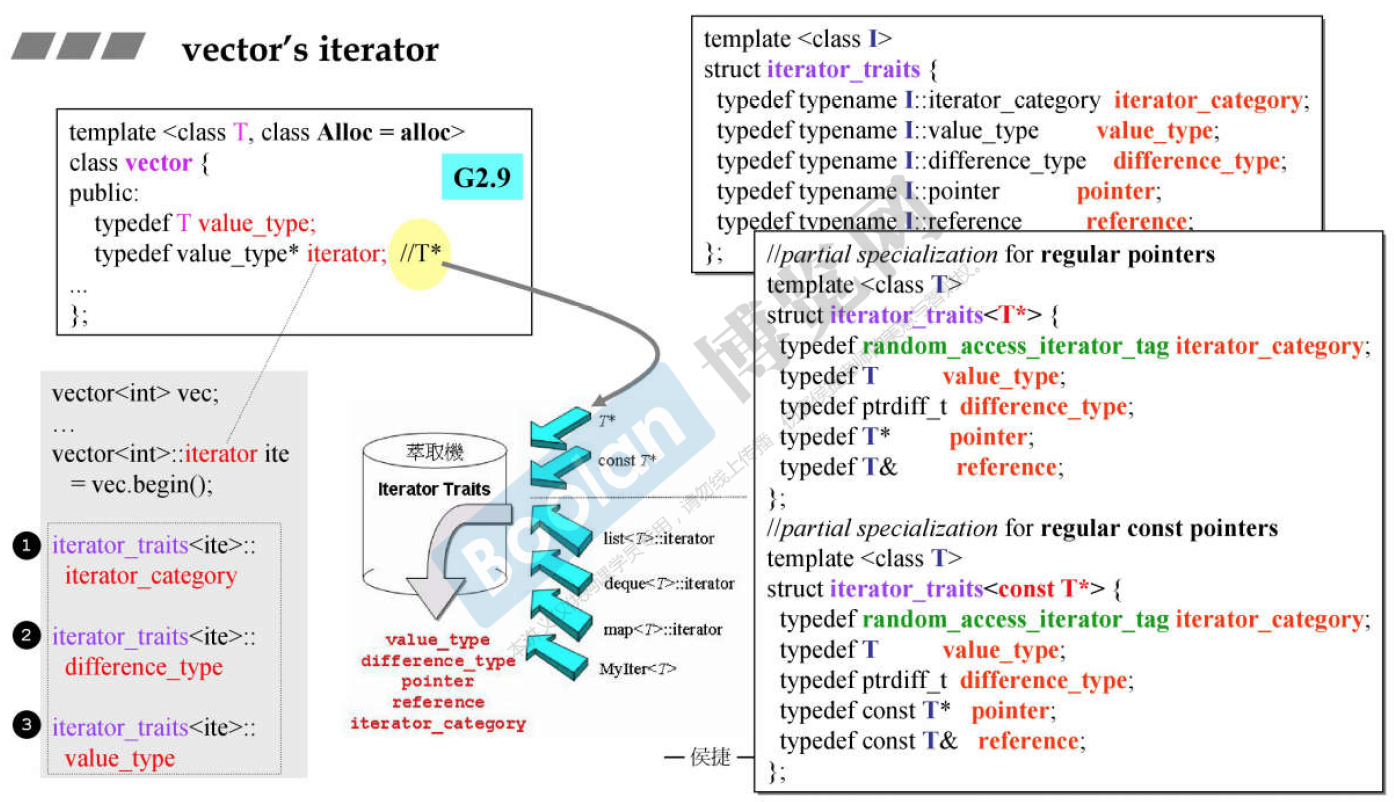 vector's iterator
template <class T, class Alloc = alloc>
class vector {
public:
typedef T value_type;
typedef value_type* iterator; //T*
...
};
G2.9
vector<int> vec;
…
vector<int>::iterator ite
= vec.begin();
1 iterator_traits<ite>::
iterator_category
2 iterator_traits<ite>::
difference_type
3 iterator_traits<ite>::
value_type
萃取機
Iterator Traits
T*
const T*
list<T>::iterator
deque<T>::iterator
map<T>::iterator
MyIter<T>
value_type
difference_type
pointer
reference
iterator_category
template <class I>
struct iterator_traits {
typedef typename I::iterator_category iterator_category;
typedef typename I::value_type value_type;
typedef typename I::difference_type difference_type;
typedef typename I::pointer pointer;
typedef typename I::reference reference;
};
//partial specialization for regular pointers
template <class T>
struct iterator_traits<T*> {
typedef random_access_iterator_tag iterator_category;
typedef T value_type;
typedef ptrdiff_t difference_type;
typedef T* pointer;
typedef T& reference;
};
//partial specialization for regular const pointers
template <class T>
struct iterator_traits<const T*> {
typedef random_access_iterator_tag iterator_category;
typedef T value_type;
typedef ptrdiff_t difference_type;
typedef const T* pointer;
typedef const T& reference;
};
— 侯捷 —
Boolan
博览网